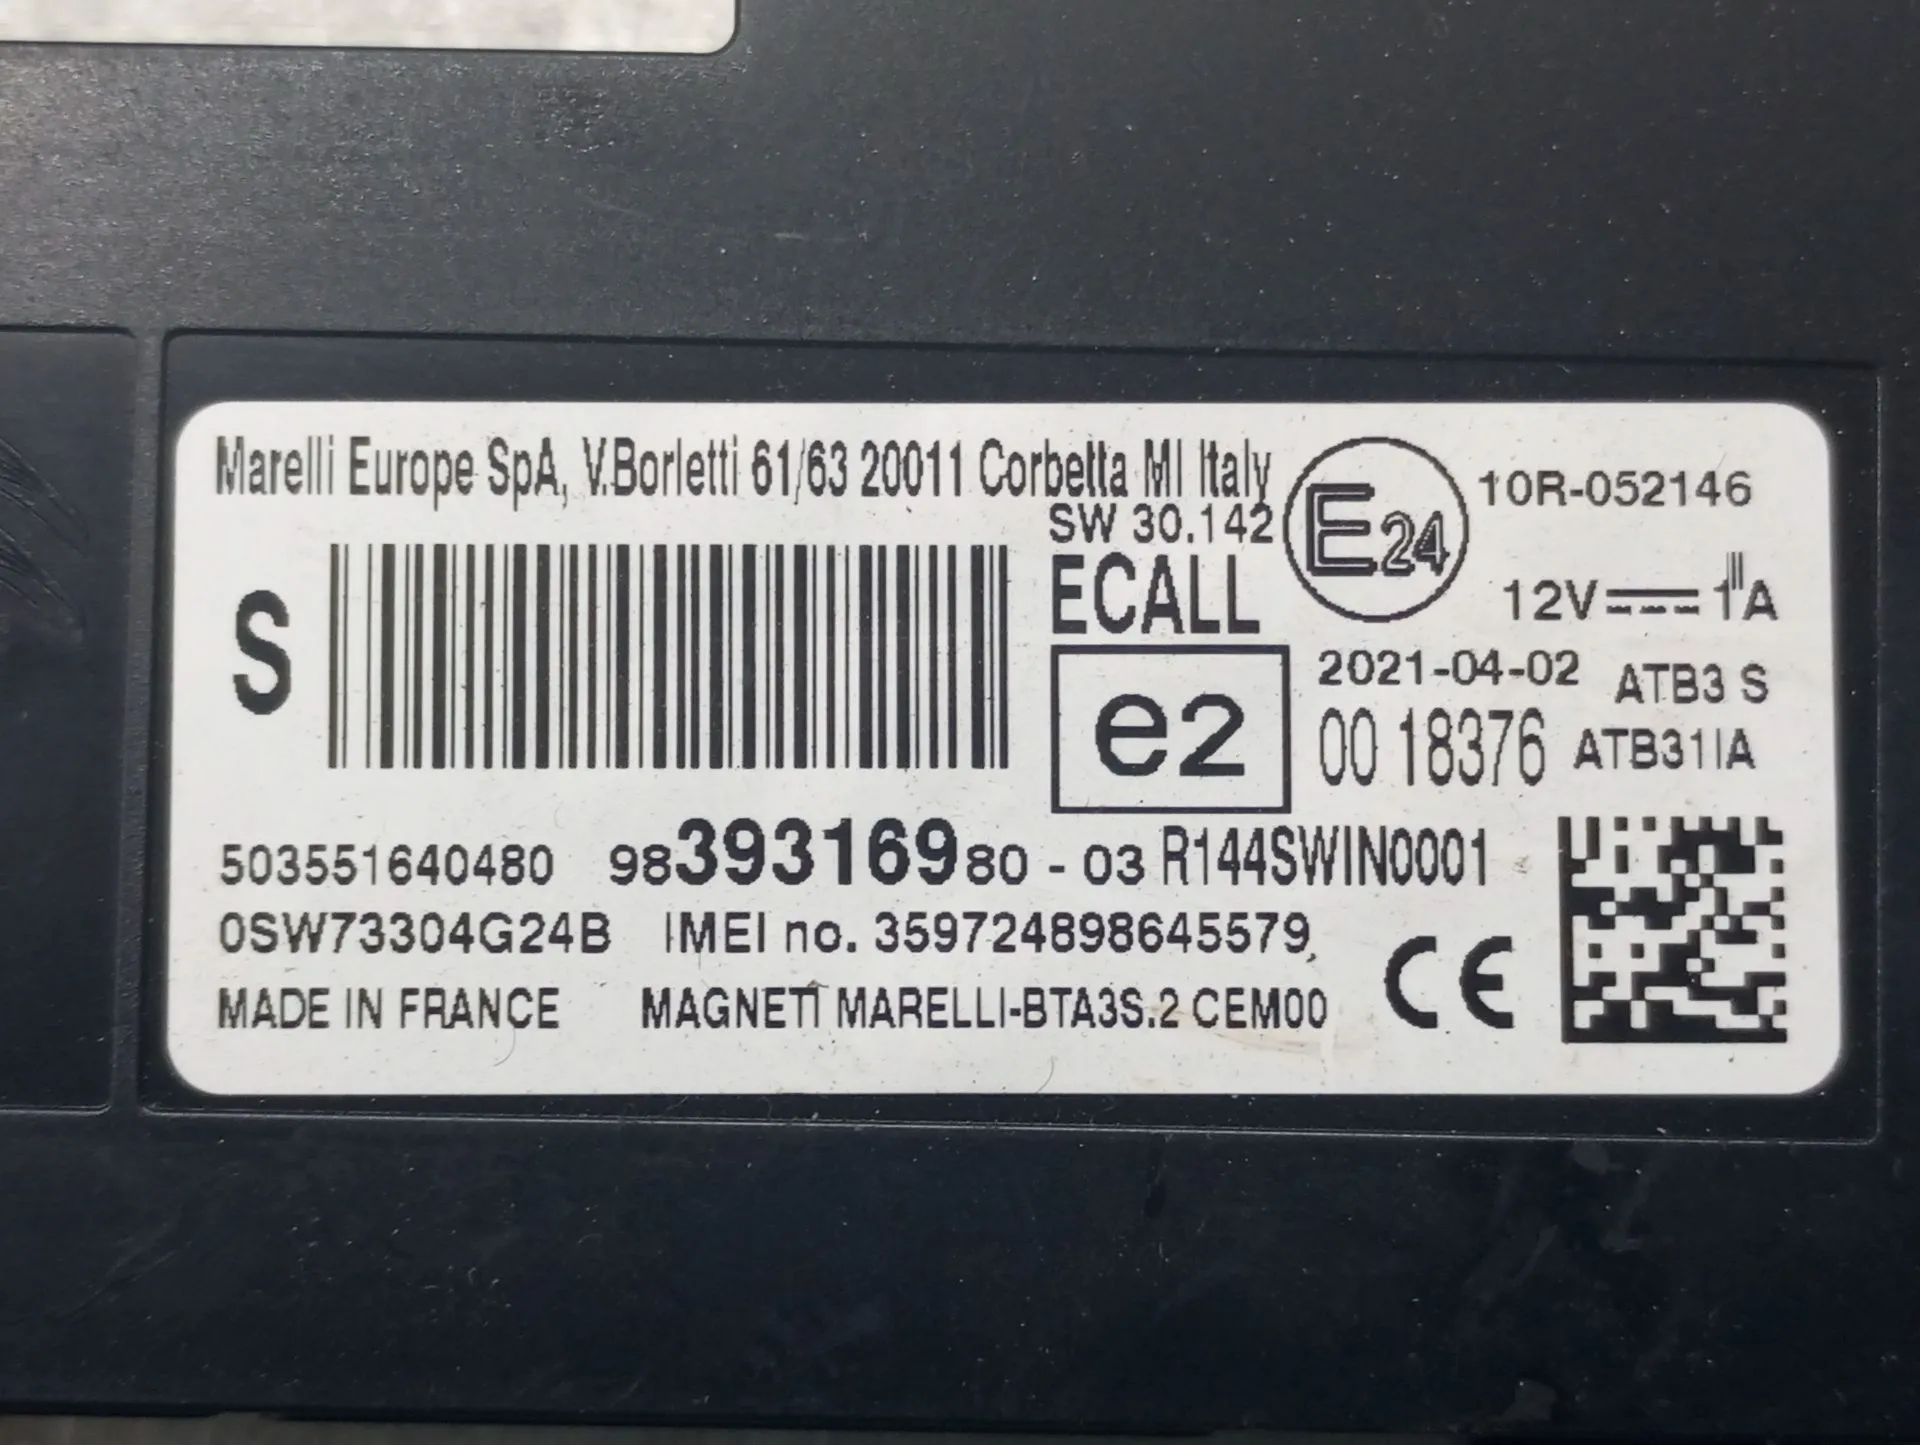 Marelli Europe SpA, V.Borletti 61/63 20011 Corbetta MI Italy
SW 30.142
E24
10R-052146
ECALL
12V 1A
S
e2
2021-04-02
ATB3 S
00 18376
ATB31IA
503551640480 9839316980 - 03 R144SWIN0001
0SW73304G24B IMEI no. 359724898645579,
MADE IN FRANCE MAGNETI MARELLI-BTA3S.2 CEM00
CE